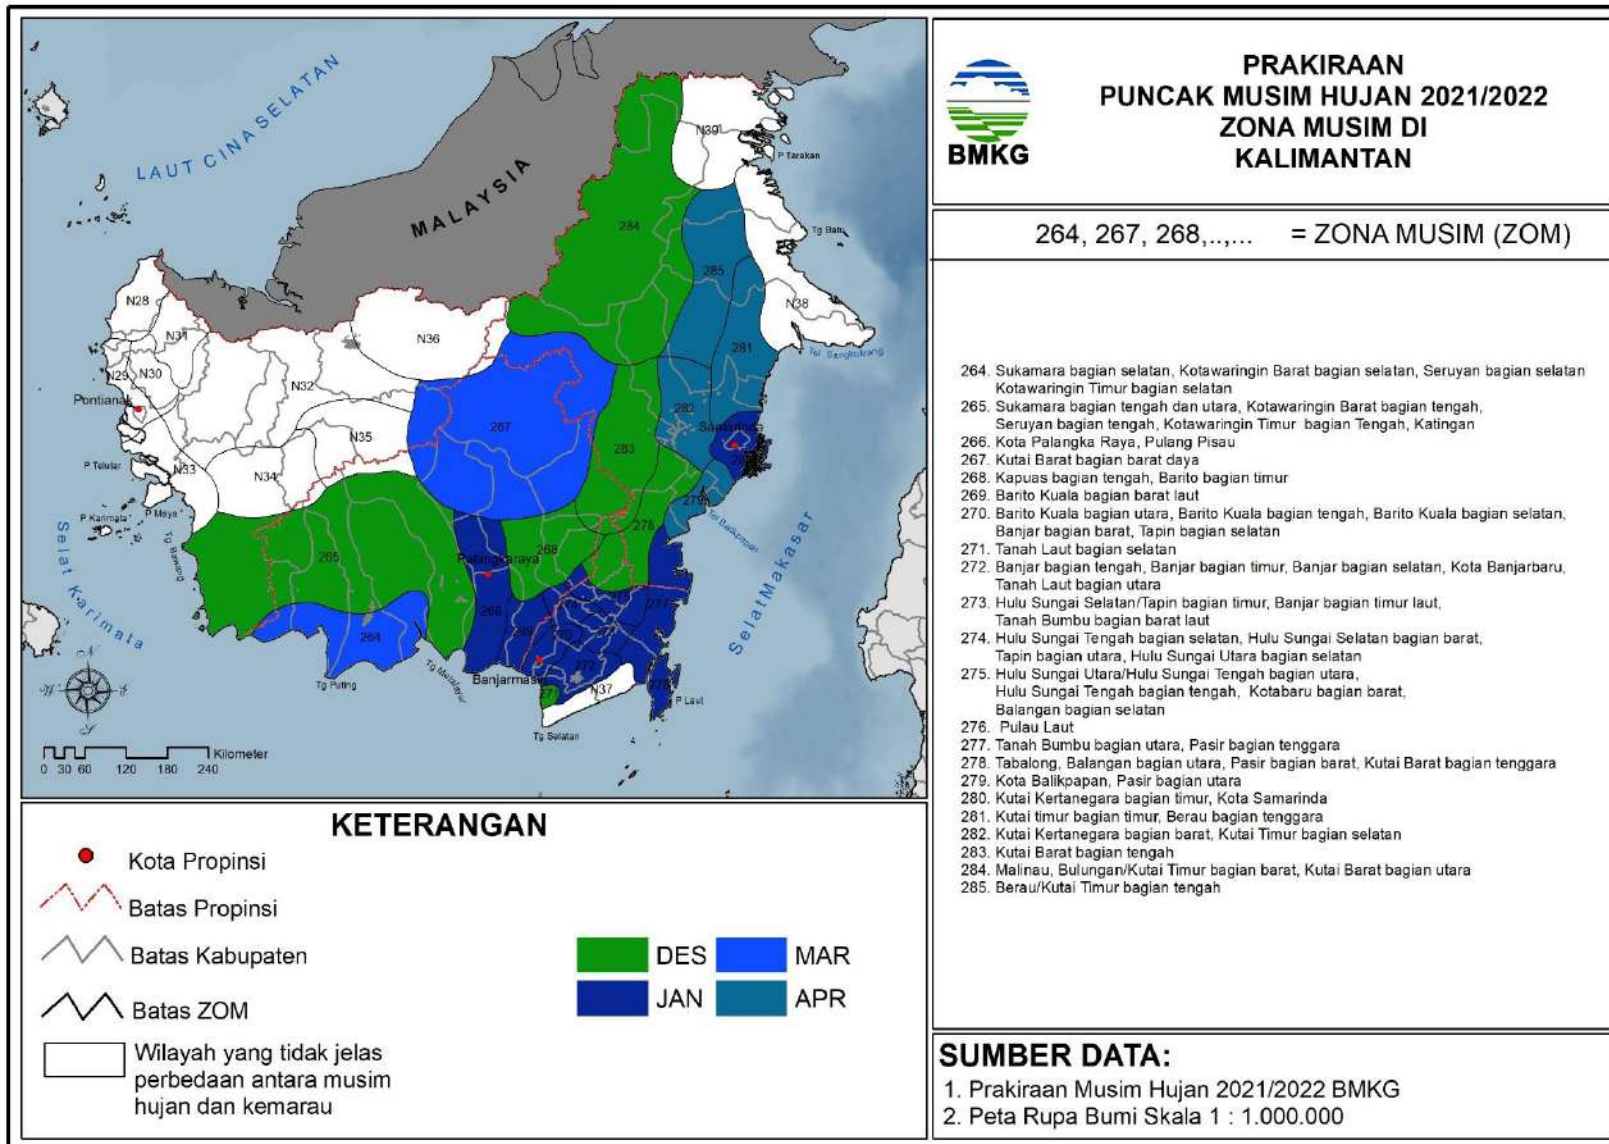 PRAKIRAAN
PUNCAK MUSIM HUJAN 2021/2022
ZONA MUSIM DI
KALIMANTAN
BMKG
264, 267, 268,..,... = ZONA MUSIM (ZOM)
264. Sukamara bagian selatan, Kotawaringin Barat bagian selatan, Seruyan bagian selatan
Kotawaringin Timur bagian selatan
265. Sukamara bagian tengah dan utara, Kotawaringin Barat bagian tengah,
Seruyan bagian tengah, Kotawaringin Timur bagian Tengah, Katingan
266. Kota Palangka Raya, Pulang Pisau
267. Kutai Barat bagian barat daya
268. Kapuas bagian tengah, Barito bagian timur
269. Barito Kuala bagian barat laut
270. Barito Kuala bagian utara, Barito Kuala bagian tengah, Barito Kuala bagian selatan,
Banjar bagian barat, Tapin bagian selatan
271. Tanah Laut bagian selatan
272. Banjar bagian tengah, Banjar bagian timur, Banjar bagian selatan, Kota Banjarbaru,
Tanah Laut bagian utara
273. Hulu Sungai Selatan/Tapin bagian timur, Banjar bagian timur laut,
Tanah Bumbu bagian barat laut
274. Hulu Sungai Tengah bagian selatan, Hulu Sungai Selatan bagian barat,
Tapin bagian utara, Hulu Sungai Utara bagian selatan
275. Hulu Sungai Utara/Hulu Sungai Tengah bagian utara,
Hulu Sungai Tengah bagian tengah, Kotabaru bagian barat,
Balangan bagian selatan
276. Pulau Laut
277. Tanah Bumbu bagian utara, Pasir bagian tenggara
278. Tabalong, Balangan bagian utara, Pasir bagian barat, Kutai Barat bagian tenggara
279. Kota Balikpapan, Pasir bagian utara
280. Kutai Kertanegara bagian timur, Kota Samarinda
281. Kutai timur bagian timur, Berau bagian tenggara
282. Kutai Kertanegara bagian barat, Kutai Timur bagian selatan
283. Kutai Barat bagian tengah
284. Malinau, Bulungan/Kutai Timur bagian barat, Kutai Barat bagian utara
285. Berau/Kutai Timur bagian tengah
SUMBER DATA:
1. Prakiraan Musim Hujan 2021/2022 BMKG
2. Peta Rupa Bumi Skala 1 : 1.000.000
LAUT CINA SELATAN
MALAYSIA
N39
P Tarakan
284
Tg Batu
285
N38
N28
N31
N36
281
N29
N30
N32
Tel Sangkulirang
Pontianak
282
267
N35
Samarinda
283
N33
N34
P Maya
P Karimata
279
Tel Balikpapan
278
265
268
Palangkaraya
Selat Karimata
Selat Makasar
266
277
264
269
270
272
Banjarmasin
271
N37
P Laut
Tg Puting
Tg Selatan
Kilometer
0 30 60 120 180 240
KETERANGAN
Kota Propinsi
Batas Propinsi
Batas Kabupaten
Batas ZOM
Wilayah yang tidak jelas
perbedaan antara musim
hujan dan kemarau
DES MAR
JAN APR